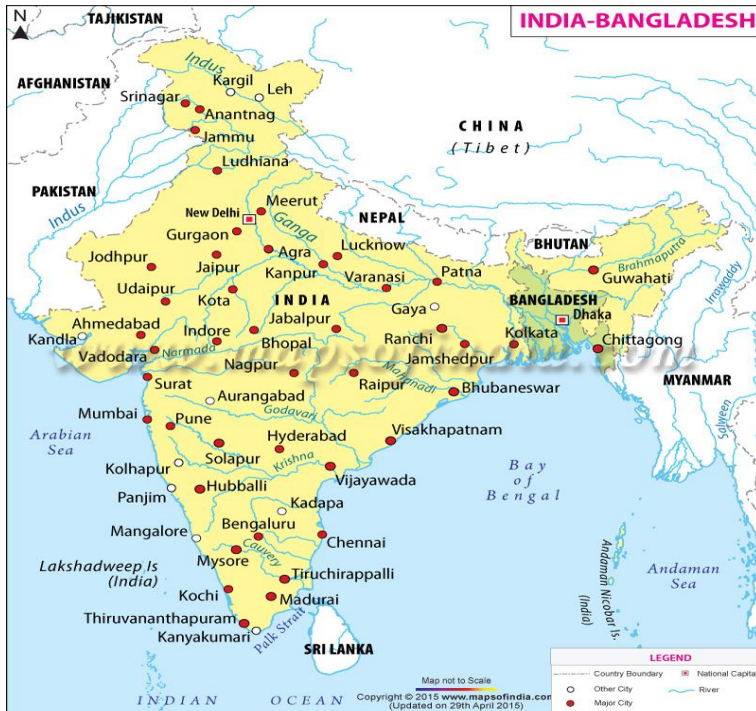 N
TAJIKISTAN
INDIA-BANGLADESH
AFGHANISTAN
Indus
Kargil
Leh
Srinagar
Anantnag
Jammu
CHINA
(Tibet)
Ludhiana
PAKISTAN
Indus
New Delhi
Meerut
Ganga
NEPAL
Gurgaon
BHUTAN
Brahmaputra
Jodhpur
Jaipur
Agra
Lucknow
Kanpur
Varanasi
Patna
Guwahati
Irrawaddy
Udaipur
Kota
INDIA
Gaya
BANGLADESH
Dhaka
Ahmedabad
Kandla
Indore
Jabalpur
Ranchi
Kolkata
Chittagong
Vadodara
Narmada
Bhopal
Jamshedpur
www.mapsofindia.com
Nagpur
Mahanadi
MYANMAR
Surat
Raipur
Bhubaneswar
Aurangabad
Salween
Mumbai
Pune
Godavari
Arabian
Sea
Solapur
Hyderabad
Visakhapatnam
Kolhapur
Krishna
Vijayawada
Bay
of
Bengal
Panjim
Hubballi
Kadapa
Mangalore
Bengaluru
Chennai
Lakshadweep Is
(India)
Mysore
Cauvery
Tiruchirappalli
Andaman Nicobar Is.
(India)
Andaman
Sea
Kochi
Madurai
Thiruvananthapuram
Kanyakumari
Palk Strait
SRI LANKA
INDIAN OCEAN
Map not to Scale
Copyright © 2015 www.mapsofindia.com
(Updated on 29th April 2015)
LEGEND
Country Boundary
National Capital
Other City
River
Major City